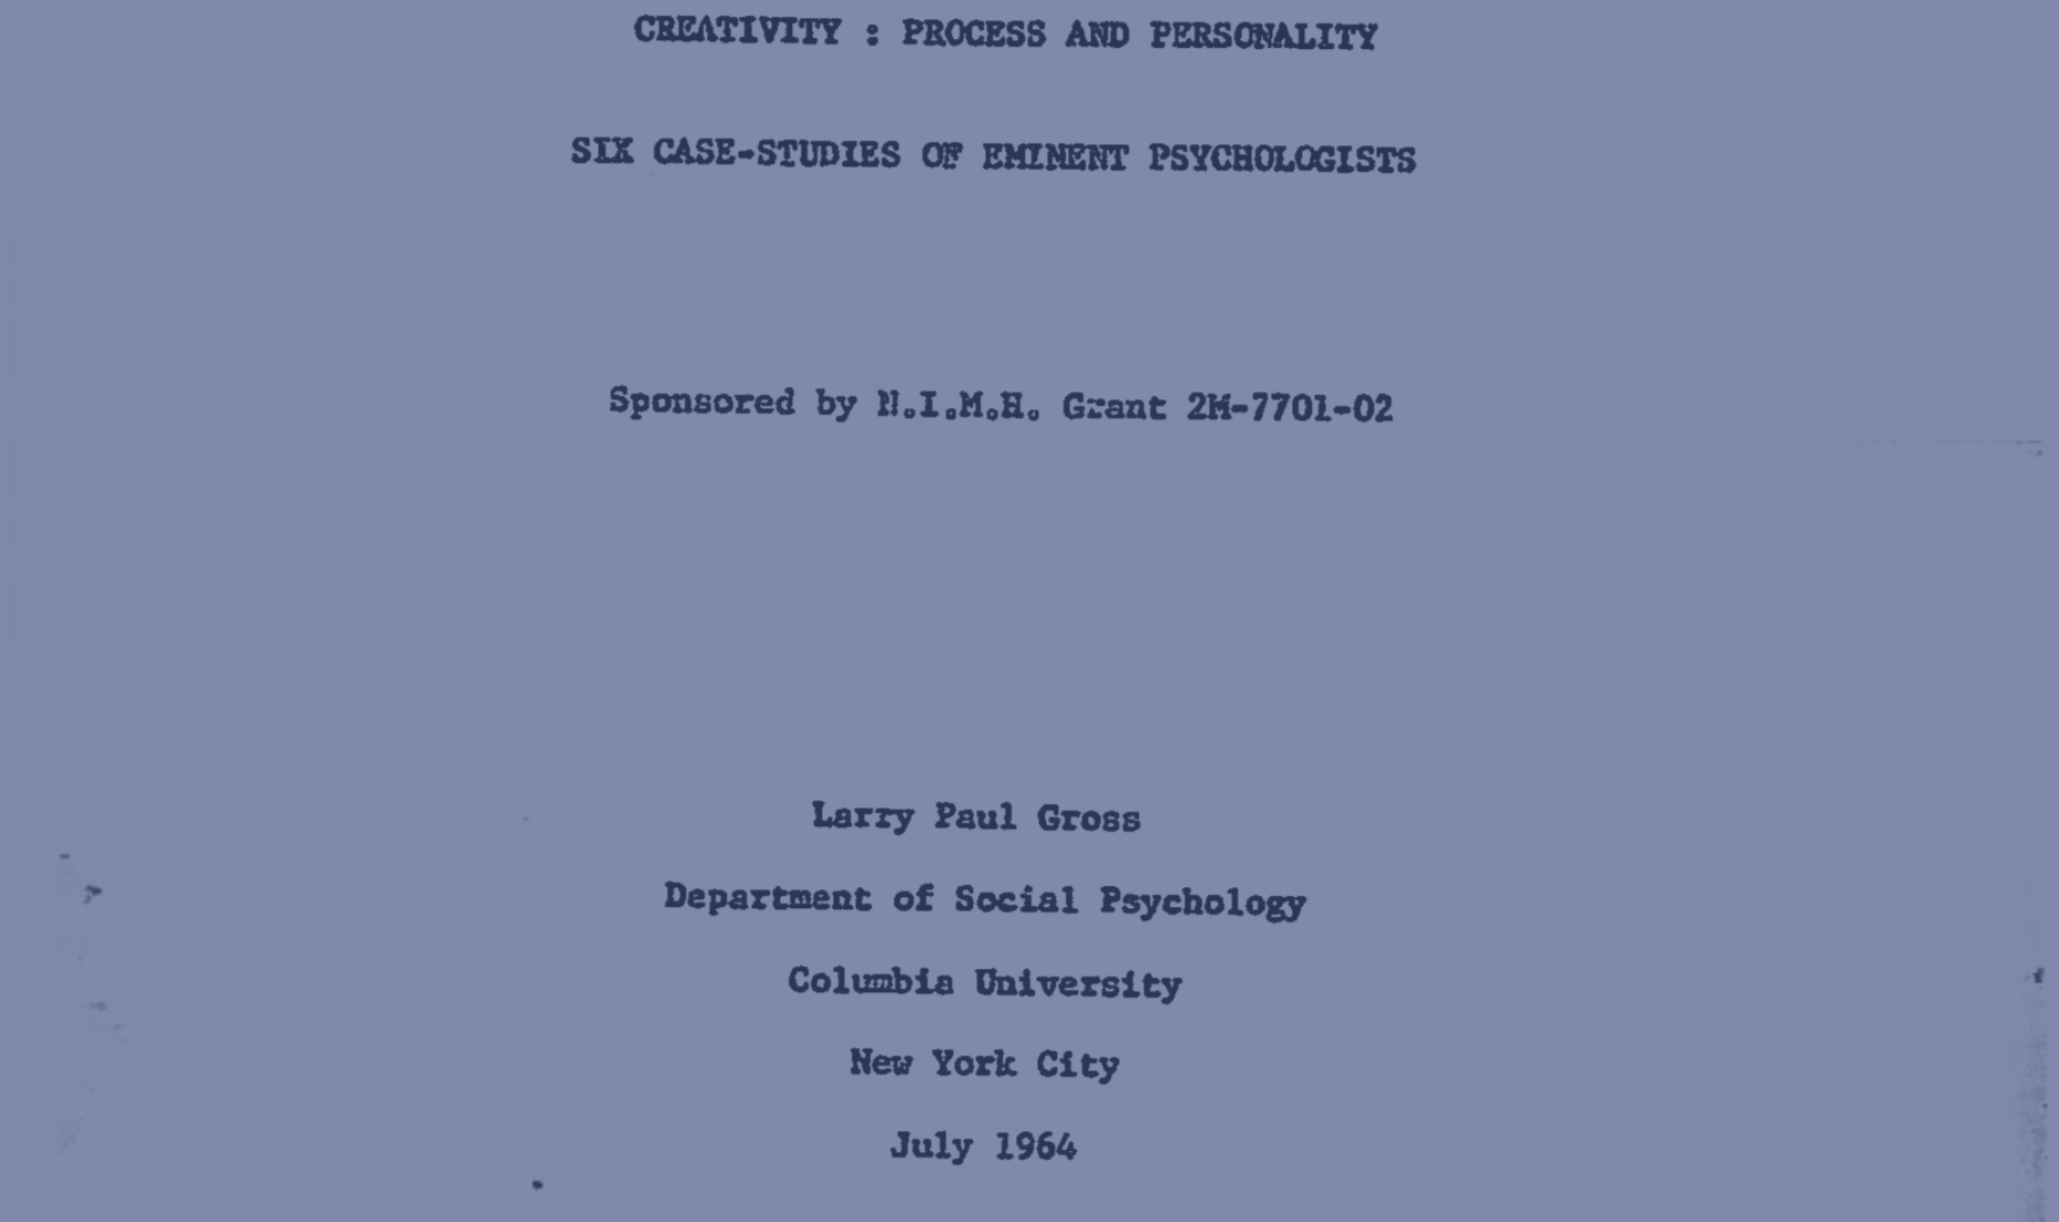 CREATIVITY : PROCESS AND PERSONALITY
SIX CASE-STUDIES OF EMINENT PSYCHOLOGISTS
Sponsored by N.I.M.H. Grant 2M-7701-02
Larry Paul Gross
Department of Social Psychology
Columbia University
New York City
July 1964